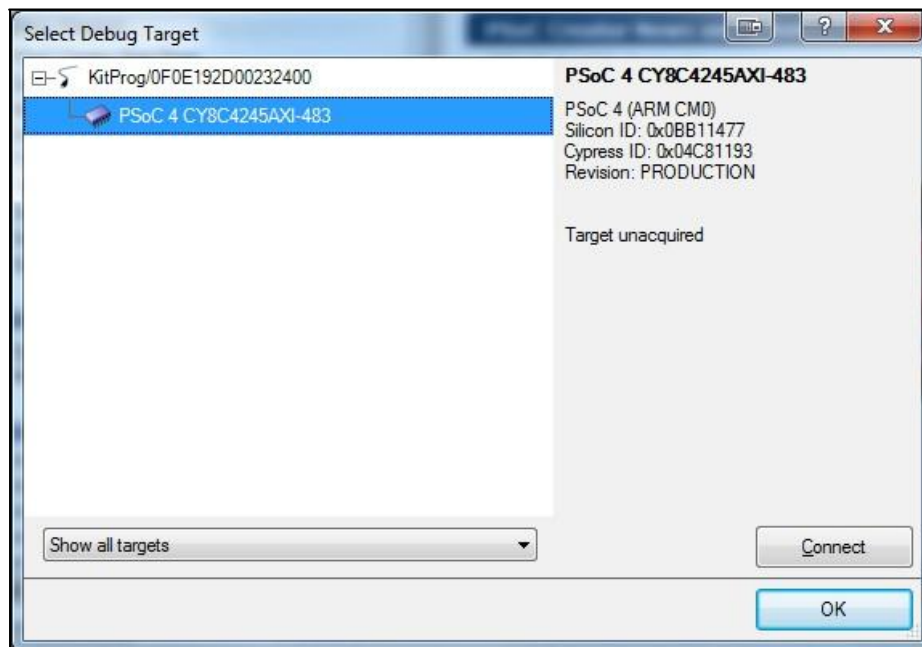 Select Debug Target
KitProg/0F0E192D00232400
PSoC 4 CY8C4245AXI-483
PSoC 4 CY8C4245AXI-483
PSoC 4 (ARM CM0)
Silicon ID: 0x0BB11477
Cypress ID: 0x04C81193
Revision: PRODUCTION
Target unacquired
Show all targets
Connect
OK